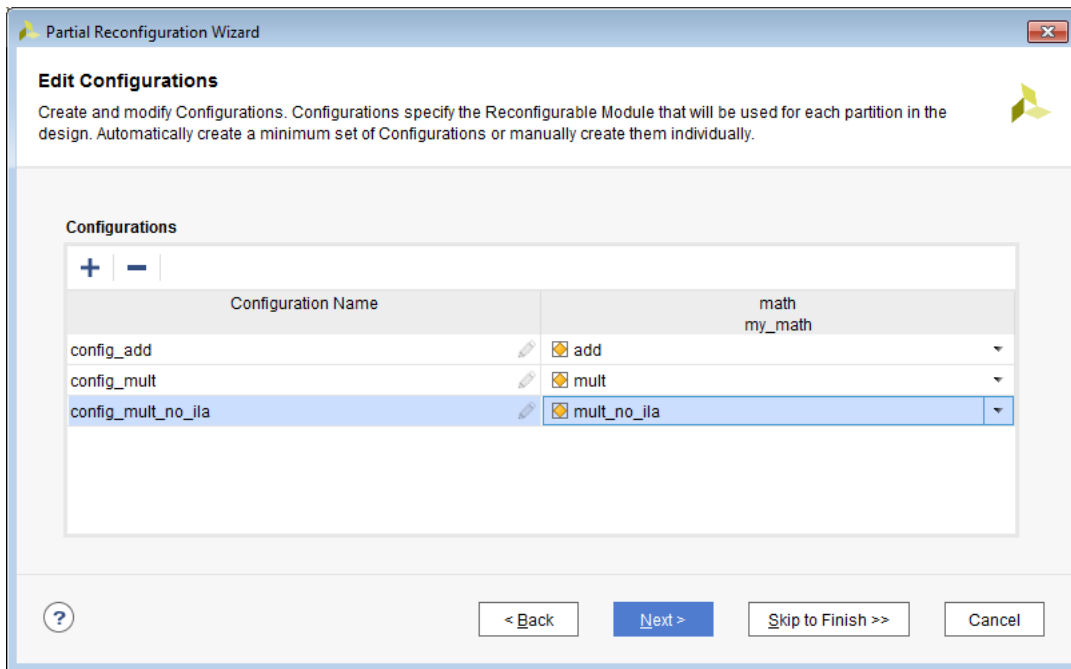 Partial Reconfiguration Wizard
Edit Configurations
Create and modify Configurations. Configurations specify the Reconfigurable Module that will be used for each partition in the
design. Automatically create a minimum set of Configurations or manually create them individually.
Configurations
+ −
Configuration Name
math
my_math
config_add
add
config_mult
mult
config_mult_no_ila
mult_no_ila
? < Back Next > Skip to Finish >> Cancel